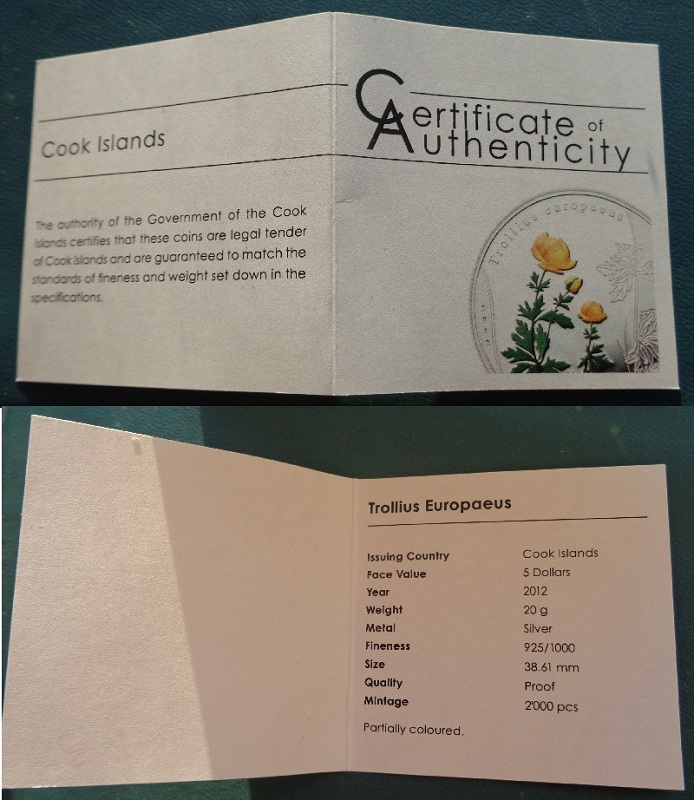 Cook Islands
The authority of the Government of the Cook
Islands certifies that these coins are legal tender
of Cook Islands and are guaranteed to match the
standards of fineness and weight set down in the
specifications.
Certificate of
Authenticity
Trollius europaeus
Trollius Europaeus
Issuing Country Cook Islands
Face Value 5 Dollars
Year 2012
Weight 20 g
Metal Silver
Fineness 925/1000
Size 38.61 mm
Quality Proof
Mintage 2'000 pcs
Partially coloured.